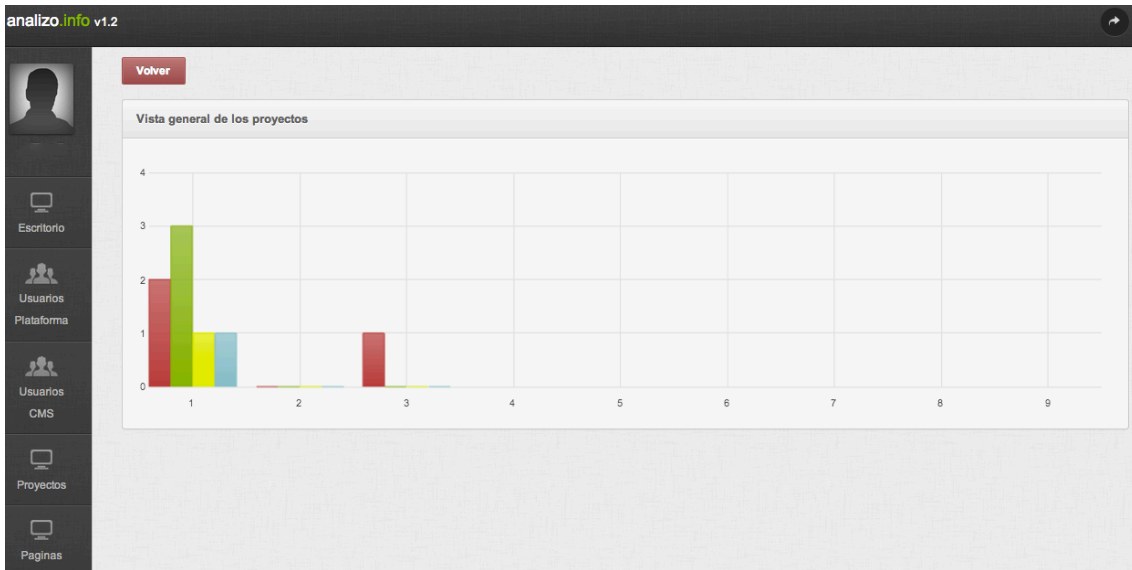 analizo.info v1.2
Volver
Vista general de los proyectos
4
3
2
1
0
1 2 3 4 5 6 7 8 9
Escritorio
Usuarios
Plataforma
Usuarios
CMS
Proyectos
Paginas